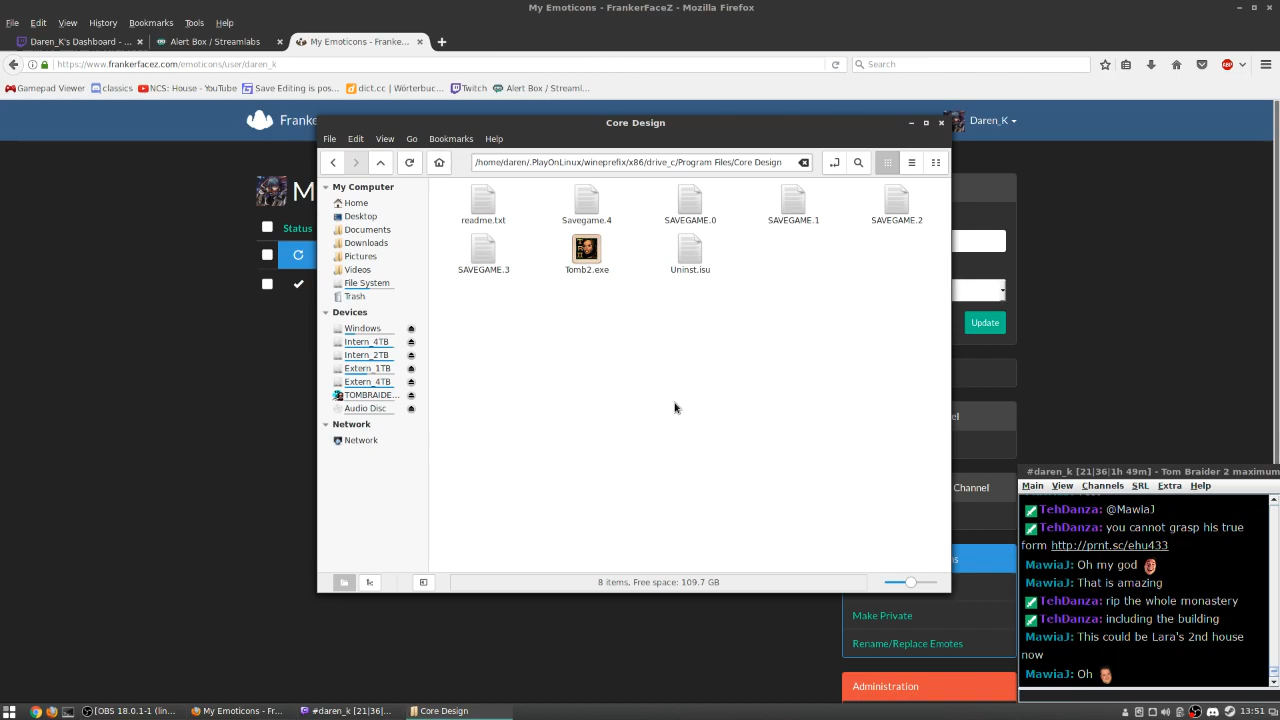 My Emoticons - FrankerFaceZ - Mozilla Firefox
File Edit View History Bookmarks Tools Help
Daren_K's Dashboard - ... Alert Box / Streamlabs My Emoticons - Franke...
https://www.frankerfacez.com/emoticons/user/daren_k Search
Gamepad Viewer classics NCS: House - YouTube Save Editing is pos... dict.cc | Wörterbuc... Twitch Alert Box / Streaml...
Franke
Daren_K
M
Status
Core Design
File Edit View Go Bookmarks Help
/home/daren/.PlayOnLinux/wineprefix/x86/drive_c/Program Files/Core Design
My Computer
Home
Desktop
Documents
Downloads
Pictures
Videos
File System
Trash
Devices
Windows
Intern_4TB
Intern_2TB
Extern_1TB
Extern_4TB
TOMBRAIDE...
Audio Disc
Network
Network
readme.txt Savegame.4 SAVEGAME.0 SAVEGAME.1 SAVEGAME.2
SAVEGAME.3 Tomb2.exe Uninst.isu
8 items, Free space: 109.7 GB
Update
el
Channel
s
Make Private
Rename/Replace Emotes
Administration
#daren_k [21|36|1h 49m] - Tom Braider 2 maximum
Main View Channels SRL Extra Help
TehDanza: @MawiaJ
TehDanza: you cannot grasp his true
form http://prnt.sc/ehu433
MawiaJ: Oh my god
MawiaJ: That is amazing
TehDanza: rip the whole monastery
TehDanza: including the building
MawiaJ: This could be Lara's 2nd house
now
MawiaJ: Oh
[OBS 18.0.1-1 (lin... My Emoticons - Fr... #daren_k [21|36|... Core Design 13:51